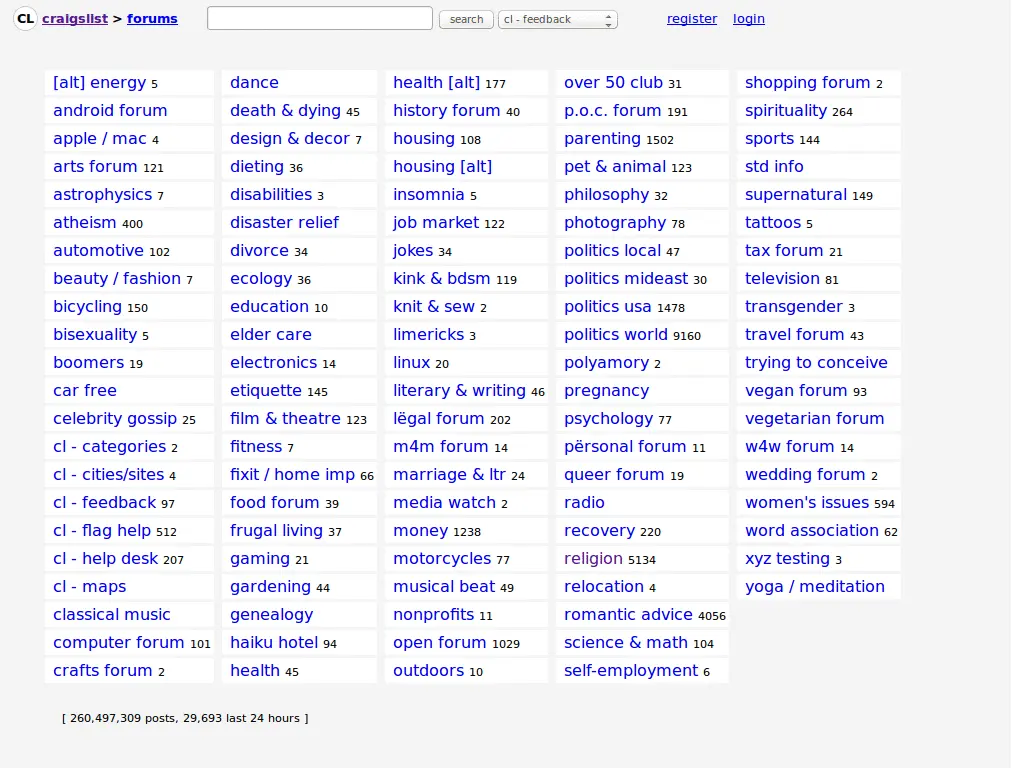 CL craigslist > forums search cl - feedback register login
[alt] energy 5
android forum
apple / mac 4
arts forum 121
astrophysics 7
atheism 400
automotive 102
beauty / fashion 7
bicycling 150
bisexuality 5
boomers 19
car free
celebrity gossip 25
cl - categories 2
cl - cities/sites 4
cl - feedback 97
cl - flag help 512
cl - help desk 207
cl - maps
classical music
computer forum 101
crafts forum 2
dance
death & dying 45
design & decor 7
dieting 36
disabilities 3
disaster relief
divorce 34
ecology 36
education 10
elder care
electronics 14
etiquette 145
film & theatre 123
fitness 7
fixit / home imp 66
food forum 39
frugal living 37
gaming 21
gardening 44
genealogy
haiku hotel 94
health 45
health [alt] 177
history forum 40
housing 108
housing [alt]
insomnia 5
job market 122
jokes 34
kink & bdsm 119
knit & sew 2
limericks 3
linux 20
literary & writing 46
lëgal forum 202
m4m forum 14
marriage & ltr 24
media watch 2
money 1238
motorcycles 77
musical beat 49
nonprofits 11
open forum 1029
outdoors 10
over 50 club 31
p.o.c. forum 191
parenting 1502
pet & animal 123
philosophy 32
photography 78
politics local 47
politics mideast 30
politics usa 1478
politics world 9160
polyamory 2
pregnancy
psychology 77
përsonal forum 11
queer forum 19
radio
recovery 220
religion 5134
relocation 4
romantic advice 4056
science & math 104
self-employment 6
shopping forum 2
spirituality 264
sports 144
std info
supernatural 149
tattoos 5
tax forum 21
television 81
transgender 3
travel forum 43
trying to conceive
vegan forum 93
vegetarian forum
w4w forum 14
wedding forum 2
women's issues 594
word association 62
xyz testing 3
yoga / meditation
[ 260,497,309 posts, 29,693 last 24 hours ]